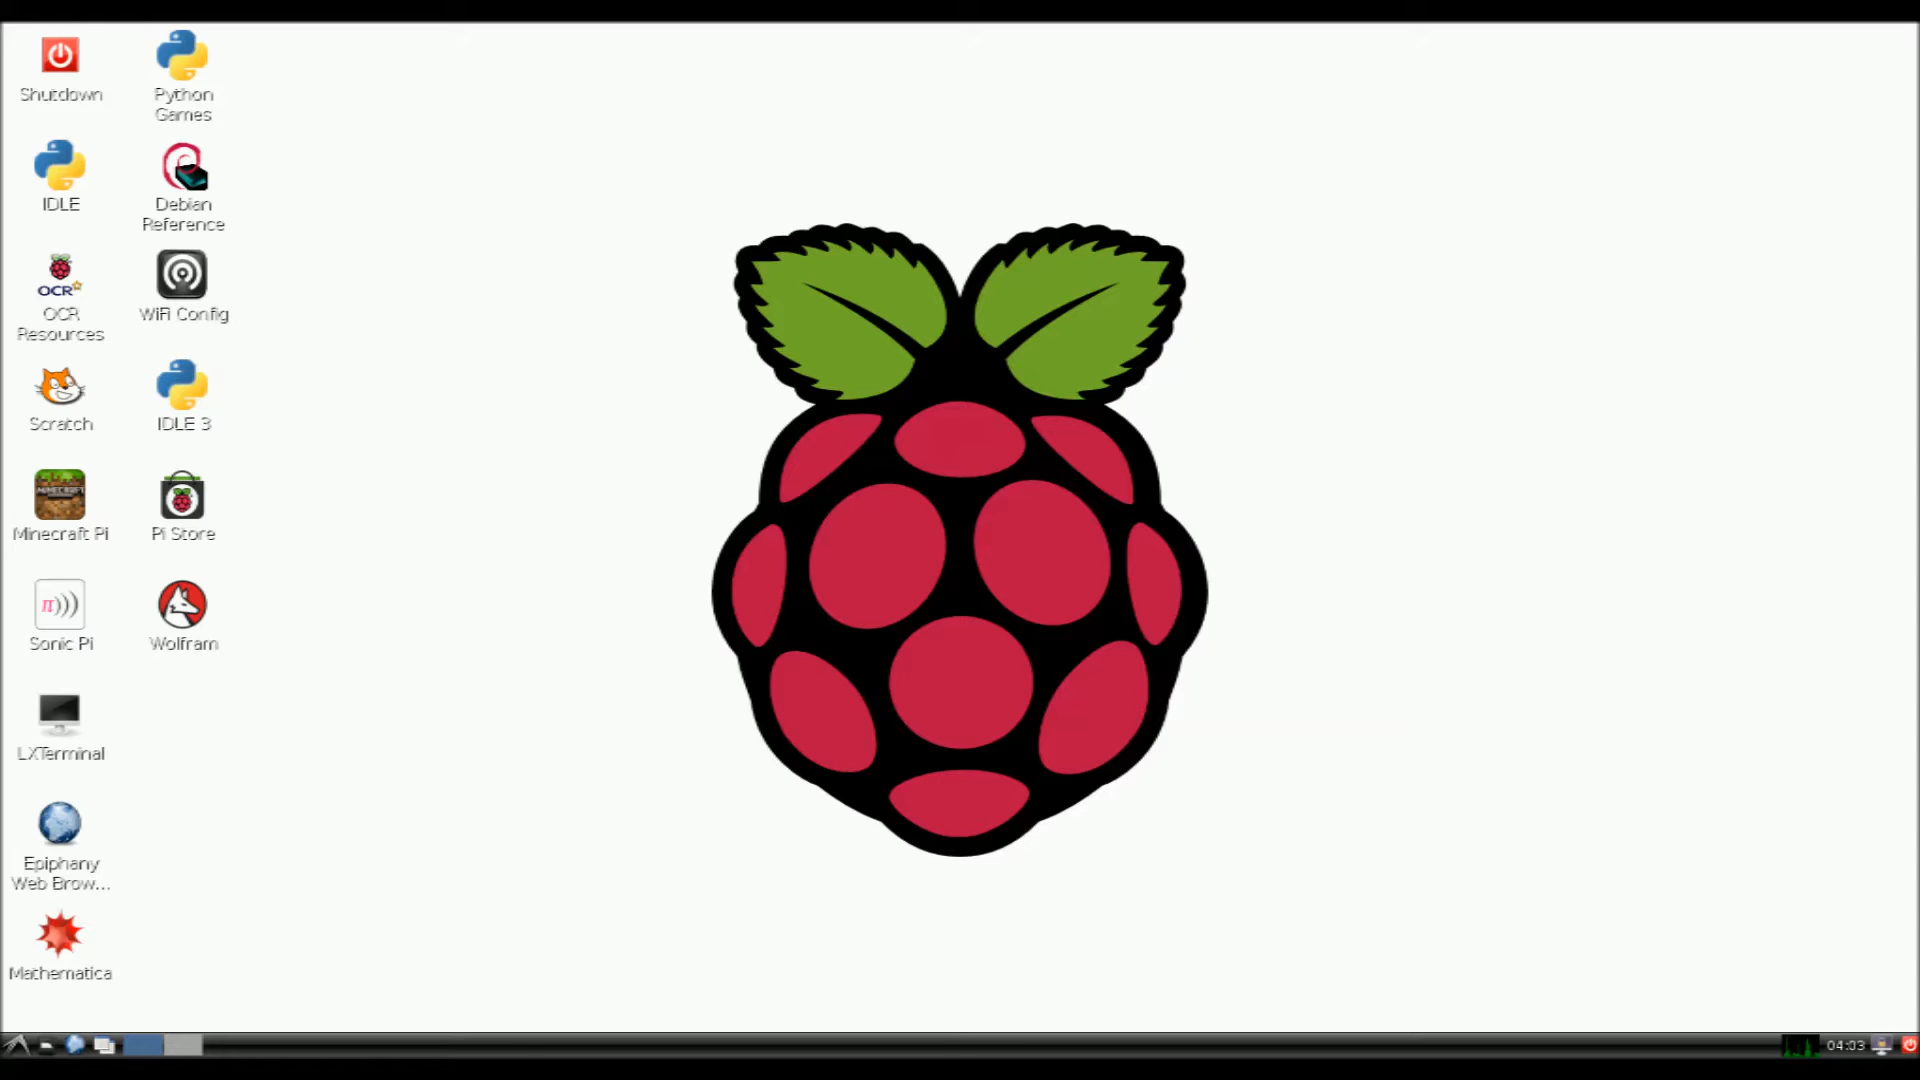 Shutdown
Python
Games
IDLE
Debian
Reference
OCR
OCR
Resources
WiFi Config
Scratch
IDLE 3
MINECRAFT
Minecraft Pi
Pi Store
π)))
Sonic Pi
Wolfram
LXTerminal
Epiphany
Web Brow...
Mathematica
04:03